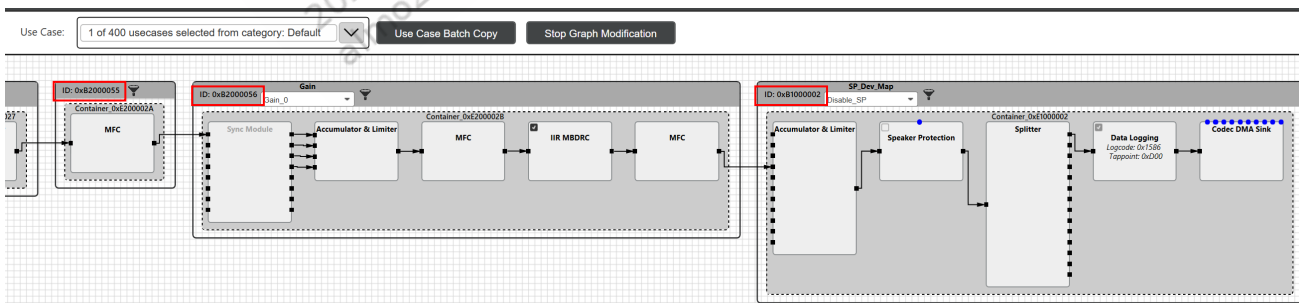 Use Case:
1 of 400 usecases selected from category: Default
Use Case Batch Copy
Stop Graph Modification
ID: 0xB2000055
Container_0xE200002A
MFC
027
Gain
ID: 0xB2000056
Gain_0
Container_0xE200002B
Sync Module
Accumulator & Limiter
MFC
IIR MBDRC
MFC
SP_Dev_Map
ID: 0xB1000002
Disable_SP
Container_0xE1000002
Accumulator & Limiter
Speaker Protection
Splitter
Data Logging
Logcode: 0x1586
Tappoint: 0xD00
Codec DMA Sink